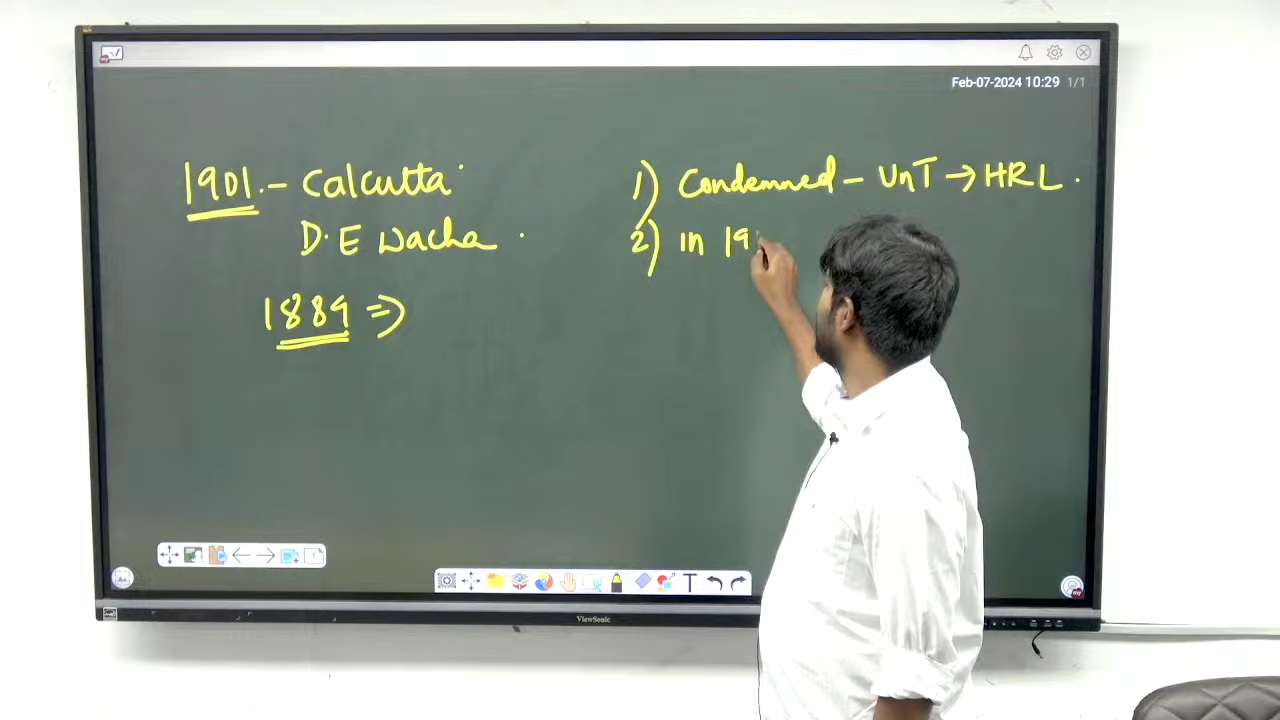 Feb-07-2024 10:29 1/1
1901.- Calcutta
D.E Wacha.
1889 =>
1) Condemned - UnT → HRL.
2) in 19
ViewSonic